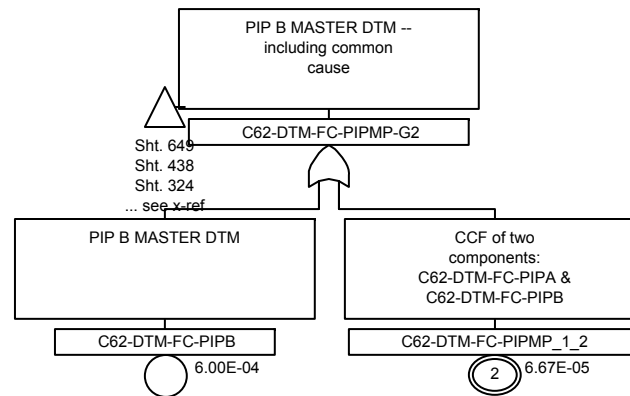 PIP B MASTER DTM --
including common
cause
C62-DTM-FC-PIPMP-G2
Sht. 649
Sht. 438
Sht. 324
... see x-ref
PIP B MASTER DTM
C62-DTM-FC-PIPB
6.00E-04
CCF of two
components:
C62-DTM-FC-PIPA &
C62-DTM-FC-PIPB
C62-DTM-FC-PIPMP_1_2
2
6.67E-05